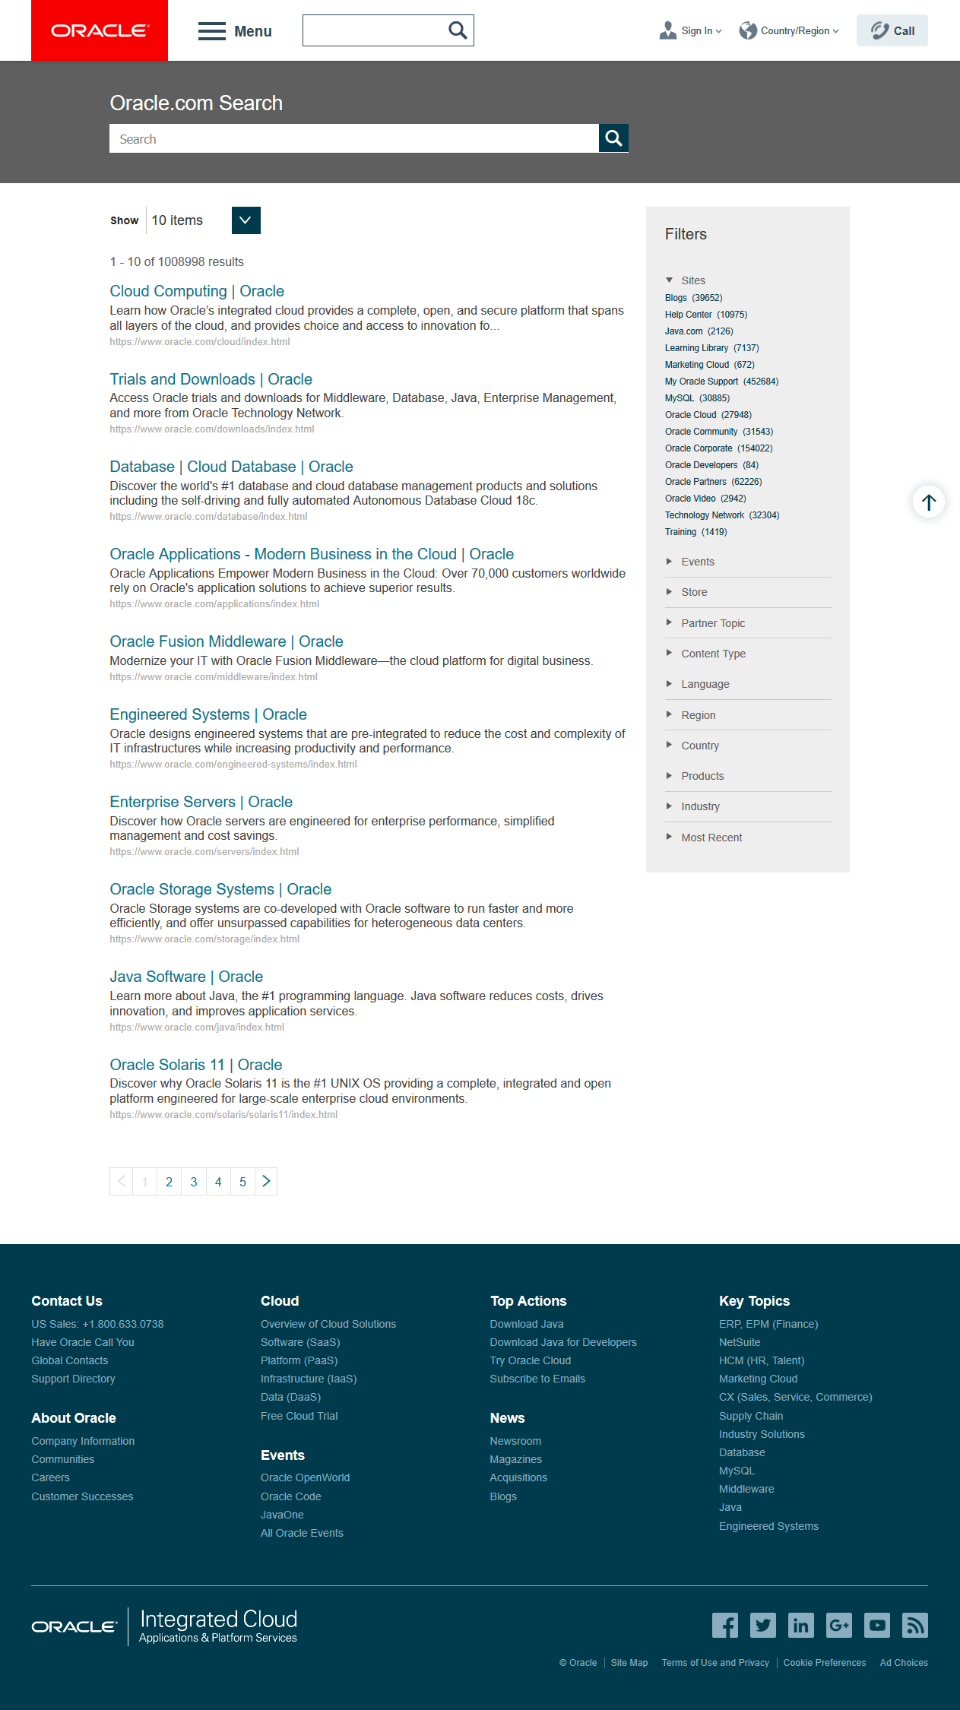 ORACLE
Menu
Sign In
Country/Region
Call
Oracle.com Search
Search
Show 10 items
1 - 10 of 1008998 results
Cloud Computing | Oracle
Learn how Oracle's integrated cloud provides a complete, open, and secure platform that spans
all layers of the cloud, and provides choice and access to innovation fo...
https://www.oracle.com/cloud/index.html
Trials and Downloads | Oracle
Access Oracle trials and downloads for Middleware, Database, Java, Enterprise Management,
and more from Oracle Technology Network.
https://www.oracle.com/downloads/index.html
Database | Cloud Database | Oracle
Discover the world's #1 database and cloud database management products and solutions
including the self-driving and fully automated Autonomous Database Cloud 18c.
https://www.oracle.com/database/index.html
Oracle Applications - Modern Business in the Cloud | Oracle
Oracle Applications Empower Modern Business in the Cloud: Over 70,000 customers worldwide
rely on Oracle's application solutions to achieve superior results.
https://www.oracle.com/applications/index.html
Oracle Fusion Middleware | Oracle
Modernize your IT with Oracle Fusion Middleware—the cloud platform for digital business.
https://www.oracle.com/middleware/index.html
Engineered Systems | Oracle
Oracle designs engineered systems that are pre-integrated to reduce the cost and complexity of
IT infrastructures while increasing productivity and performance.
https://www.oracle.com/engineered-systems/index.html
Enterprise Servers | Oracle
Discover how Oracle servers are engineered for enterprise performance, simplified
management and cost savings.
https://www.oracle.com/servers/index.html
Oracle Storage Systems | Oracle
Oracle Storage systems are co-developed with Oracle software to run faster and more
efficiently, and offer unsurpassed capabilities for heterogeneous data centers.
https://www.oracle.com/storage/index.html
Java Software | Oracle
Learn more about Java, the #1 programming language. Java software reduces costs, drives
innovation, and improves application services.
https://www.oracle.com/java/index.html
Oracle Solaris 11 | Oracle
Discover why Oracle Solaris 11 is the #1 UNIX OS providing a complete, integrated and open
platform engineered for large-scale enterprise cloud environments.
https://www.oracle.com/solaris/solaris11/index.html
1 2 3 4 5
Filters
Sites
Blogs (39652)
Help Center (10975)
Java.com (2126)
Learning Library (7137)
Marketing Cloud (672)
My Oracle Support (452684)
MySQL (30885)
Oracle Cloud (27948)
Oracle Community (31543)
Oracle Corporate (154022)
Oracle Developers (84)
Oracle Partners (62226)
Oracle Video (2942)
Technology Network (32304)
Training (1419)
Events
Store
Partner Topic
Content Type
Language
Region
Country
Products
Industry
Most Recent
Contact Us
US Sales: +1.800.633.0738
Have Oracle Call You
Global Contacts
Support Directory
About Oracle
Company Information
Communities
Careers
Customer Successes
Cloud
Overview of Cloud Solutions
Software (SaaS)
Platform (PaaS)
Infrastructure (IaaS)
Data (DaaS)
Free Cloud Trial
Events
Oracle OpenWorld
Oracle Code
JavaOne
All Oracle Events
Top Actions
Download Java
Download Java for Developers
Try Oracle Cloud
Subscribe to Emails
News
Newsroom
Magazines
Acquisitions
Blogs
Key Topics
ERP, EPM (Finance)
NetSuite
HCM (HR, Talent)
Marketing Cloud
CX (Sales, Service, Commerce)
Supply Chain
Industry Solutions
Database
MySQL
Middleware
Java
Engineered Systems
ORACLE | Integrated Cloud
Applications & Platform Services
© Oracle | Site Map Terms of Use and Privacy | Cookie Preferences Ad Choices